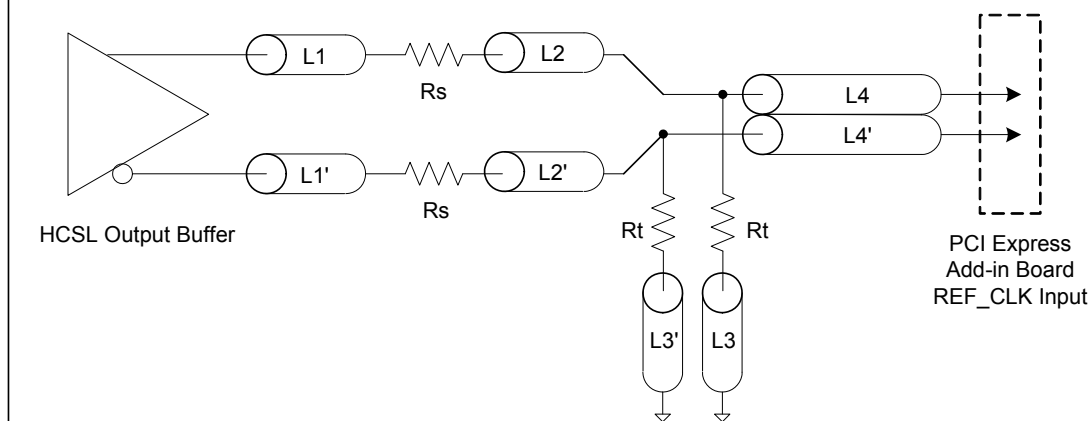 L1
Rs
L2
L4
L4'
L1'
Rs
L2'
HCSL Output Buffer
Rt
Rt
L3'
L3
PCI Express
Add-in Board
REF_CLK Input